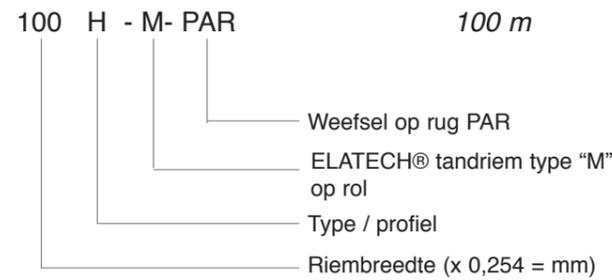 100 H - M- PAR 100 m
Weefsel op rug PAR
ELATECH® tandriem type “M”
op rol
Type / profiel
Riembreedte (x 0,254 = mm)